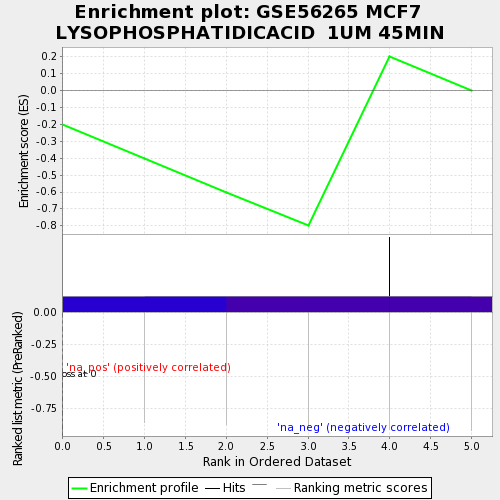 Enrichment plot: GSE56265 MCF7
LYSOPHOSPHATIDICACID 1UM 45MIN
Enrichment score (ES)
0.2
0.1
0.0
-0.1
-0.2
-0.3
-0.4
-0.5
-0.6
-0.7
-0.8
Ranked list metric (PreRanked)
0.00
-0.25
-0.50
-0.75
'na_pos' (positively correlated)
oss at 0
'na_neg' (negatively correlated)
0.0 0.5 1.0 1.5 2.0 2.5 3.0 3.5 4.0 4.5 5.0
Rank in Ordered Dataset
Enrichment profile Hits Ranking metric scores